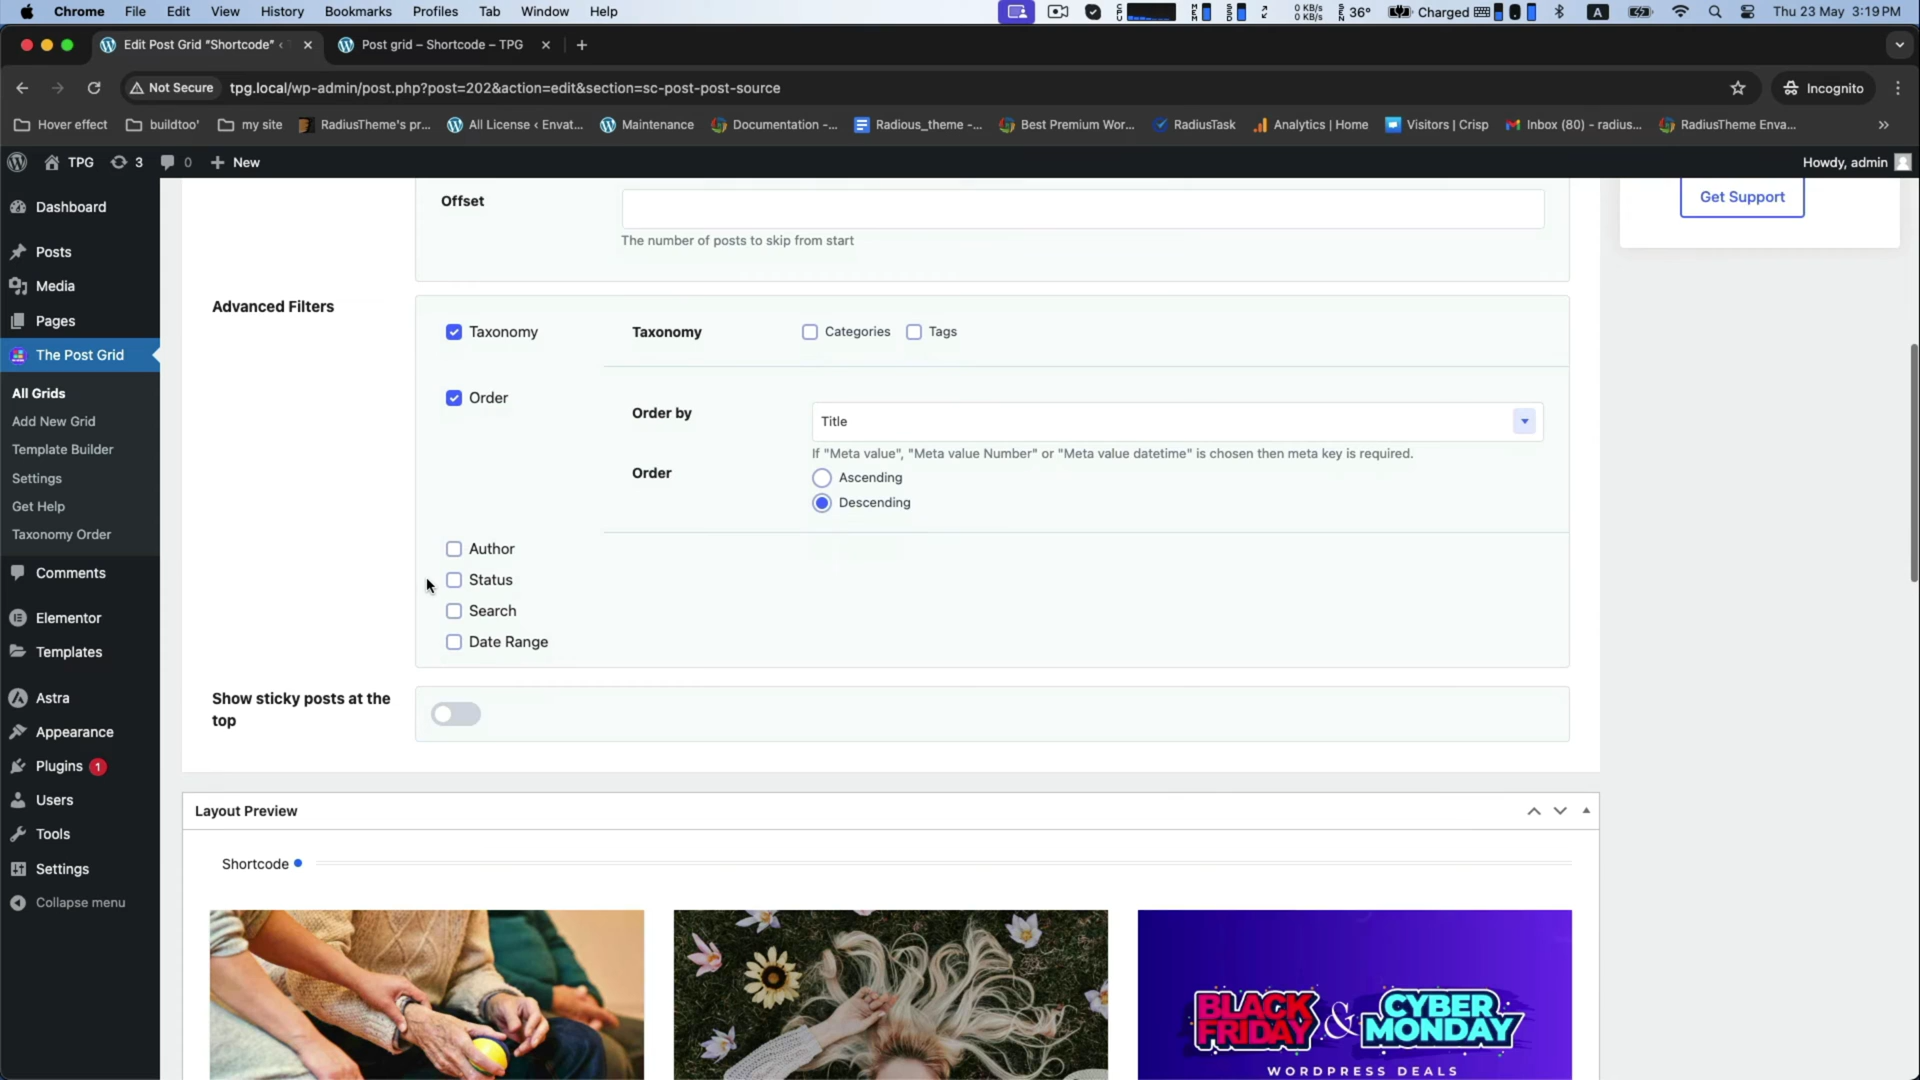 Chrome File Edit View History Bookmarks Profiles Tab Window Help 0 KB/s 0 KB/s 36° Charged A Thu 23 May 3:19 PM
Edit Post Grid "Shortcode" ‹ Post grid – Shortcode – TPG
Not Secure tpg.local/wp-admin/post.php?post=202&action=edit&section=sc-post-post-source Incognito
Hover effect buildtoo' my site RadiusTheme's pr... All License ‹ Envat... Maintenance Documentation -... Radious_theme -... Best Premium Wor... RadiusTask Analytics | Home Visitors | Crisp Inbox (80) - radius... RadiusTheme Enva... »
TPG 3 0 + New Howdy, admin
Dashboard
Posts
Media
Pages
The Post Grid
All Grids
Add New Grid
Template Builder
Settings
Get Help
Taxonomy Order
Comments
Elementor
Templates
Astra
Appearance
Plugins 1
Users
Tools
Settings
Collapse menu
Offset
The number of posts to skip from start
Get Support
Advanced Filters
Taxonomy Taxonomy Categories Tags
Order Order by Title
If "Meta value", "Meta value Number" or "Meta value datetime" is chosen then meta key is required.
Order Ascending
Descending
Author
Status
Search
Date Range
Show sticky posts at the
top
Layout Preview
Shortcode
BLACK
FRIDAY & CYBER
MONDAY
WORDPRESS DEALS